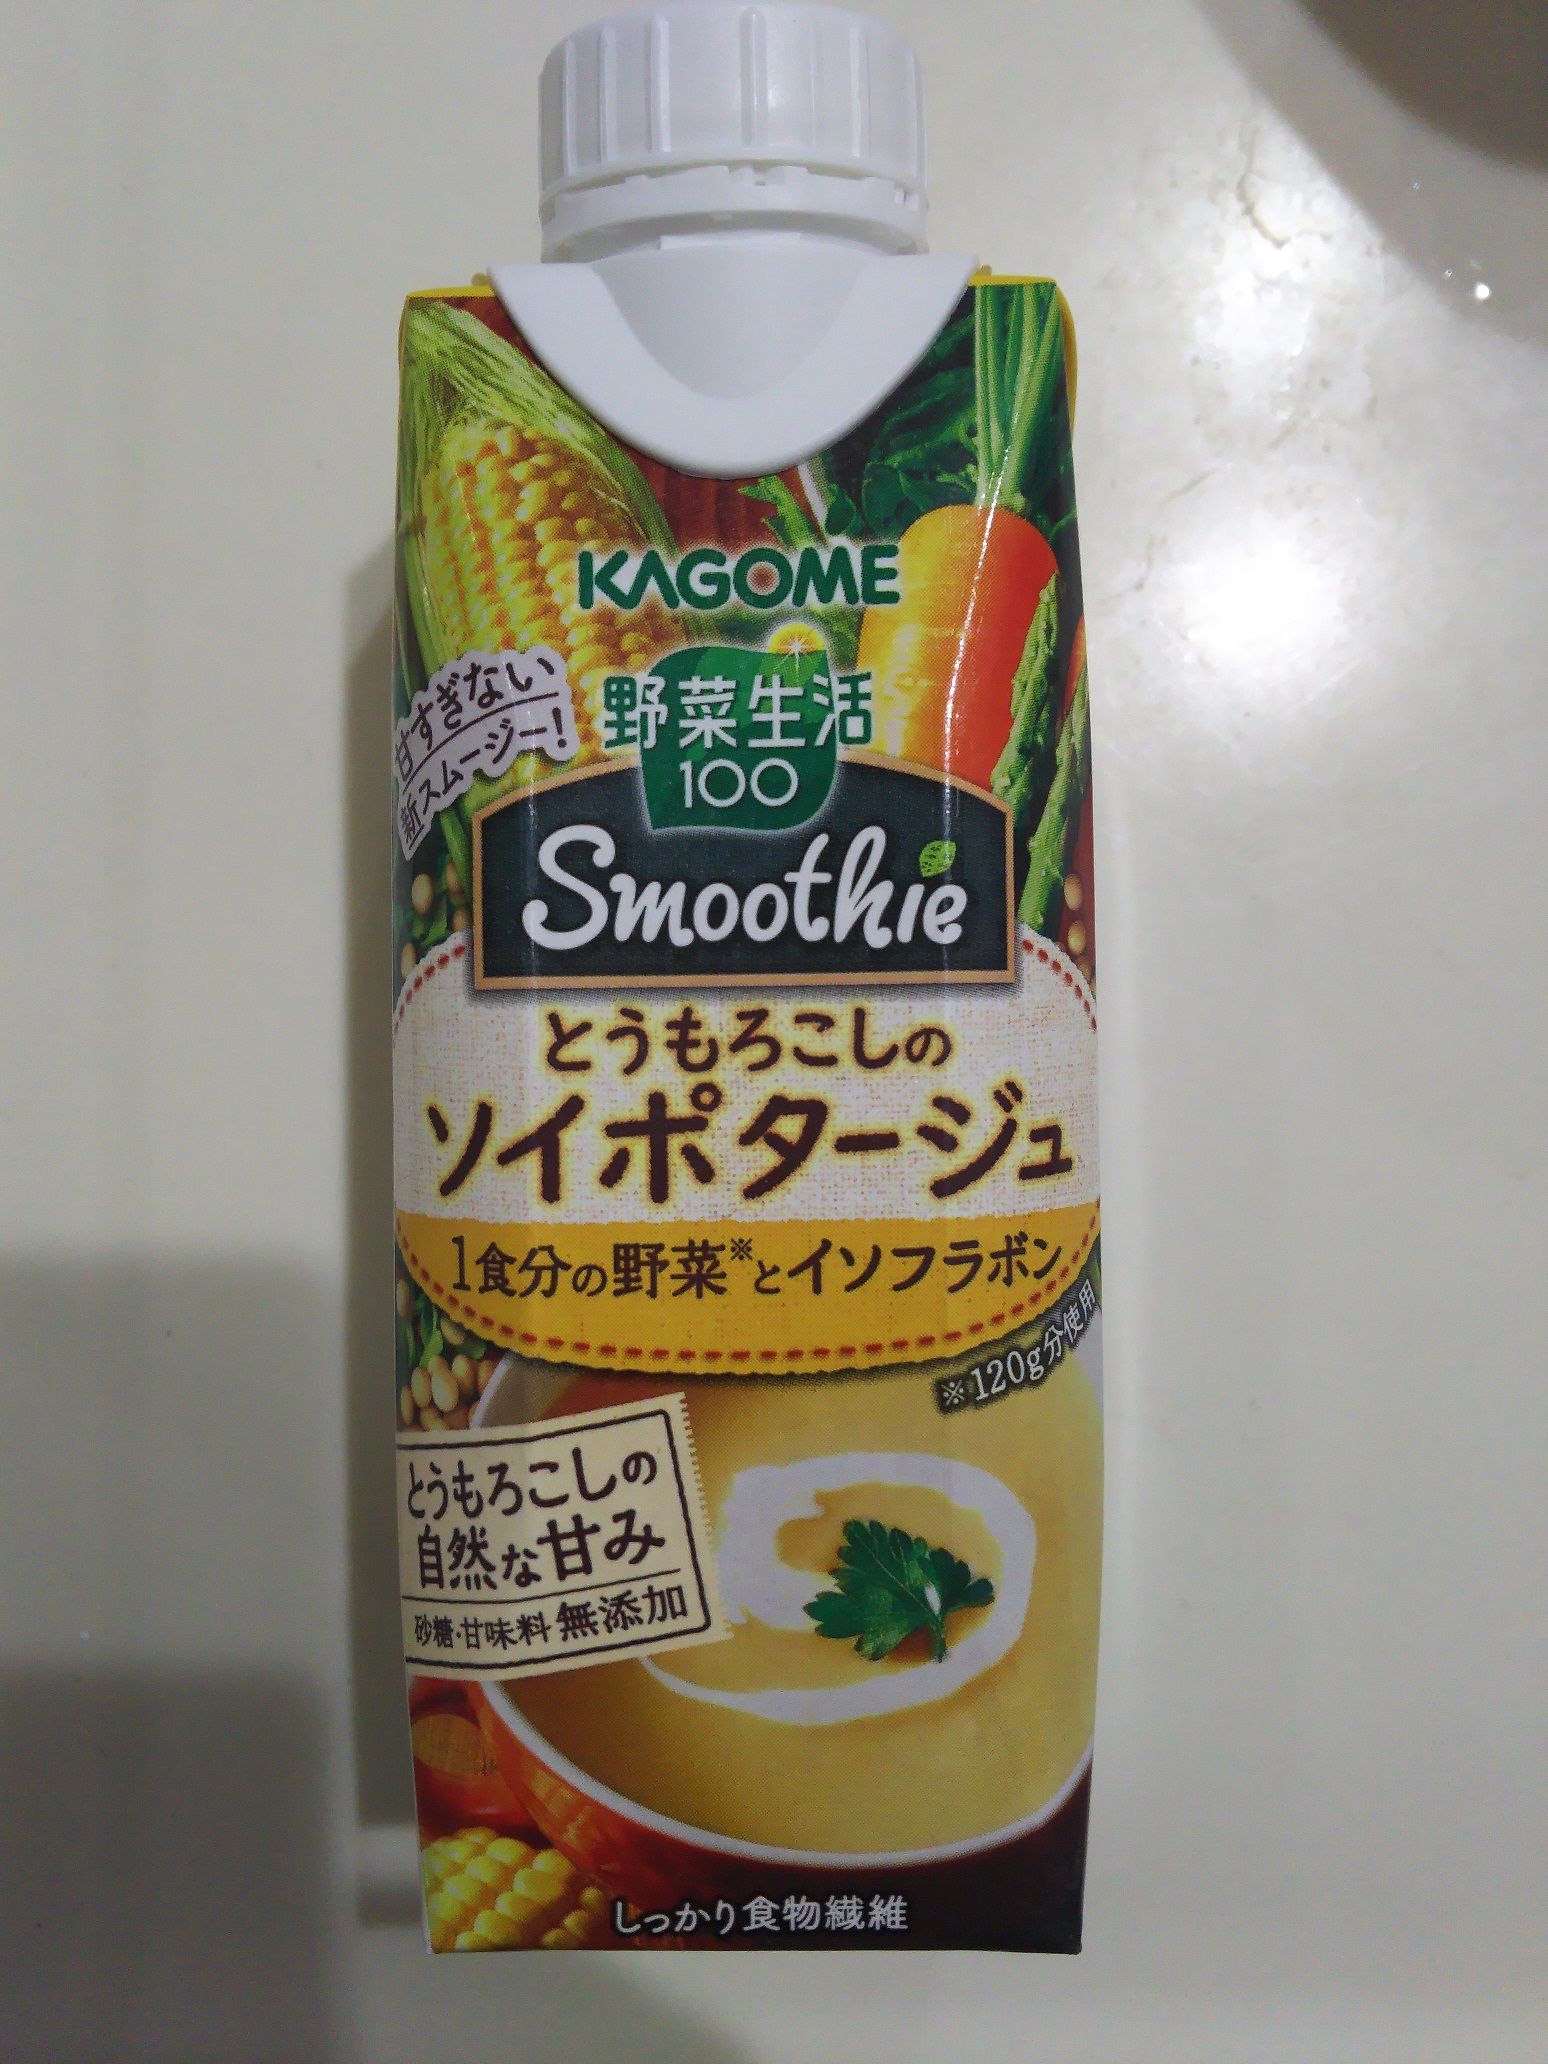 KAGOME
野菜生活
100
甘すぎない
新スムージー!
Smoothie
とうもろこしの
ソイポタージュ
1食分の野菜※とイソフラボン
※120g分使用
とうもろこしの
自然な甘み
砂糖・甘味料 無添加
しっかり食物繊維